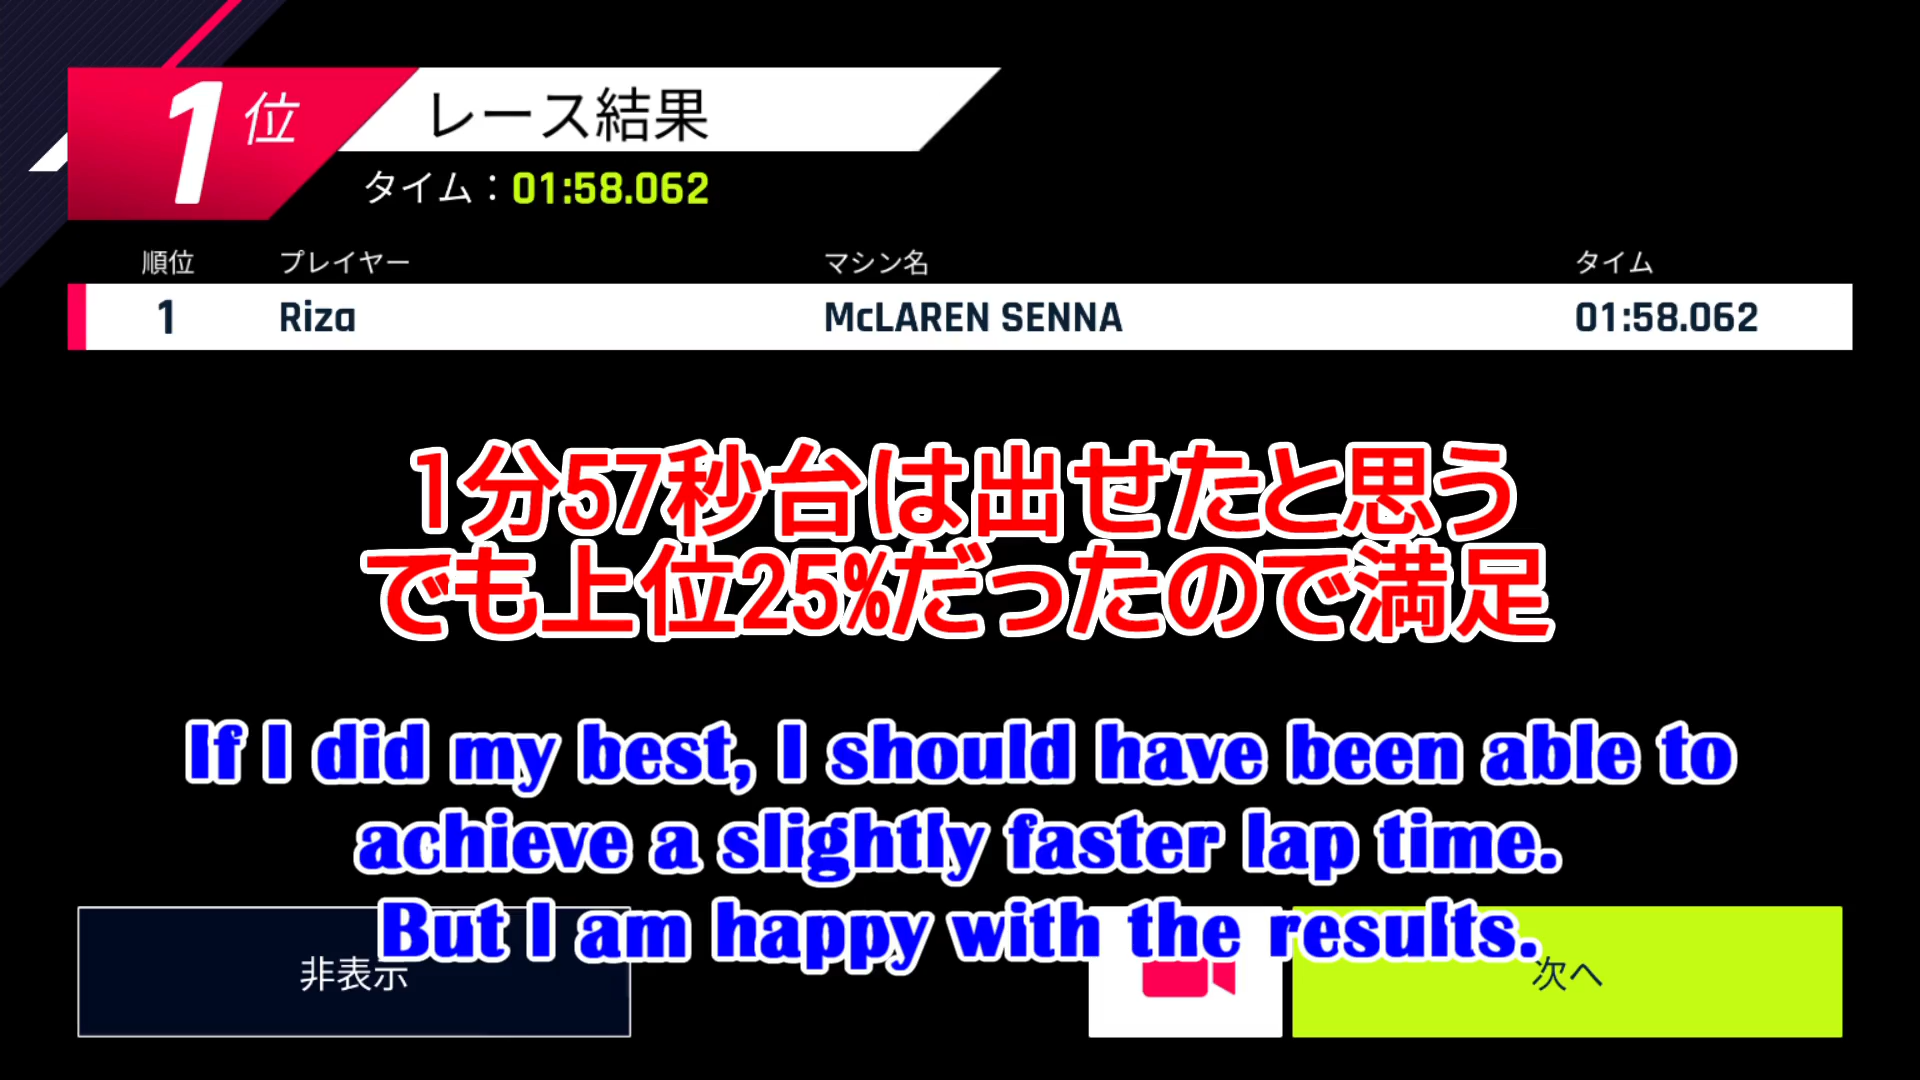 1 位
レース結果
タイム：01:58.062
順位 プレイヤー マシン名 タイム
1 Riza McLAREN SENNA 01:58.062
1分57秒台は出せたと思う
でも上位25%だったので満足
If I did my best, I should have been able to
achieve a slightly faster lap time.
But I am happy with the results.
非表示
次へ